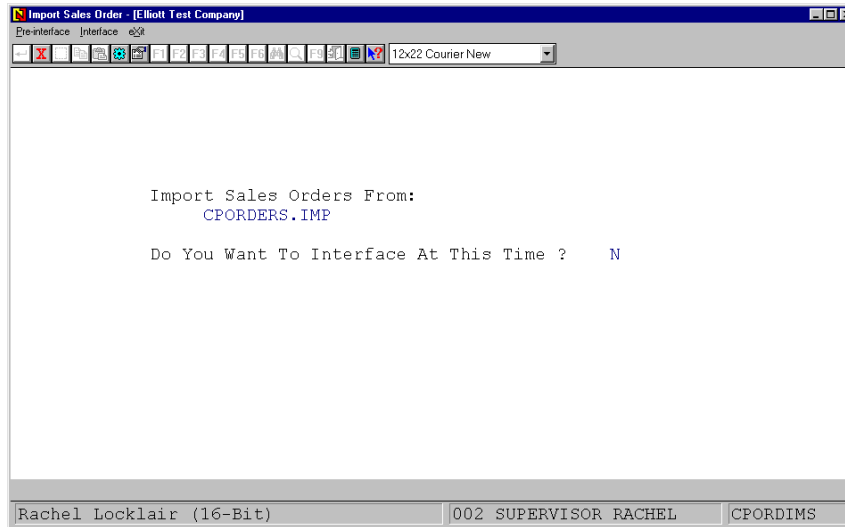 Import Sales Order - [Elliott Test Company]
Pre-interface Interface eXit
X F1 F2 F3 F4 F5 F6 F9 12x22 Courier New
Import Sales Orders From:
CPORDERS.IMP
Do You Want To Interface At This Time ? N
Rachel Locklair (16-Bit) 002 SUPERVISOR RACHEL CPORDIMS